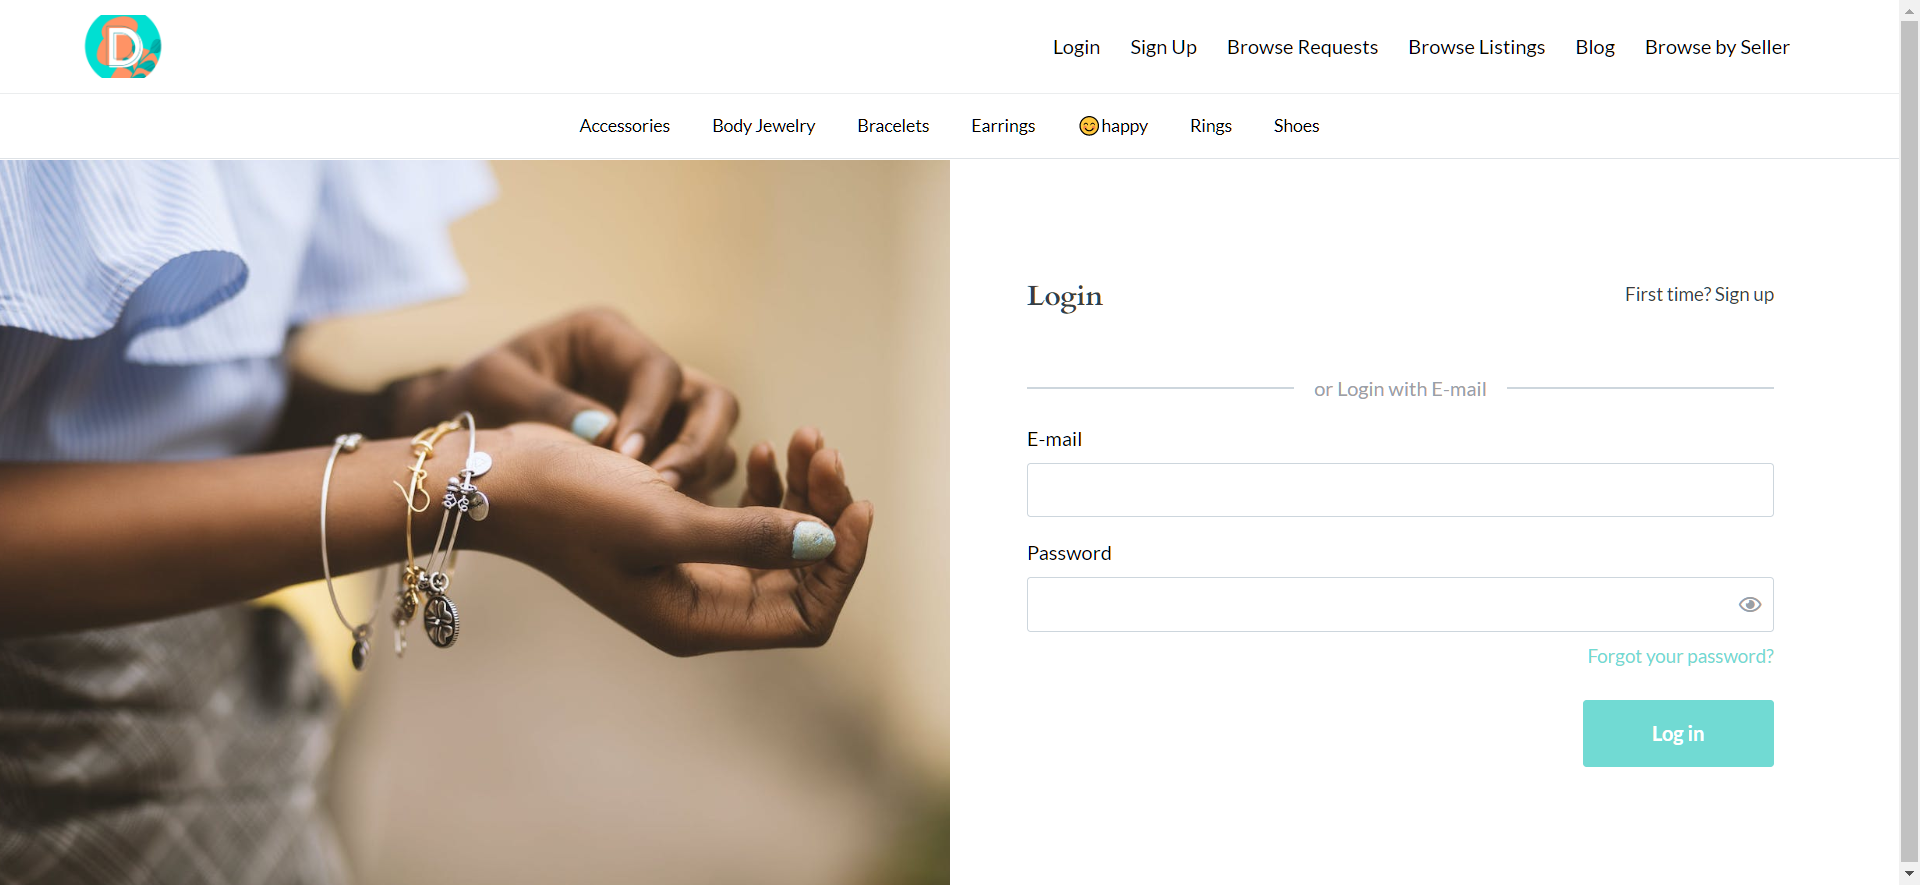 D
Login Sign Up Browse Requests Browse Listings Blog Browse by Seller
Accessories Body Jewelry Bracelets Earrings 😊happy Rings Shoes
Login
First time? Sign up
or Login with E-mail
E-mail
Password
Forgot your password?
Log in